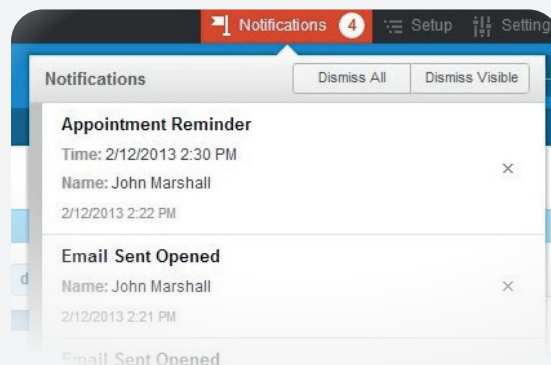 Notifications 4 Setup Setting
Notifications Dismiss All Dismiss Visible
Appointment Reminder
Time: 2/12/2013 2:30 PM
Name: John Marshall
2/12/2013 2:22 PM
Email Sent Opened
Name: John Marshall
2/12/2013 2:21 PM
Email Sent Opened